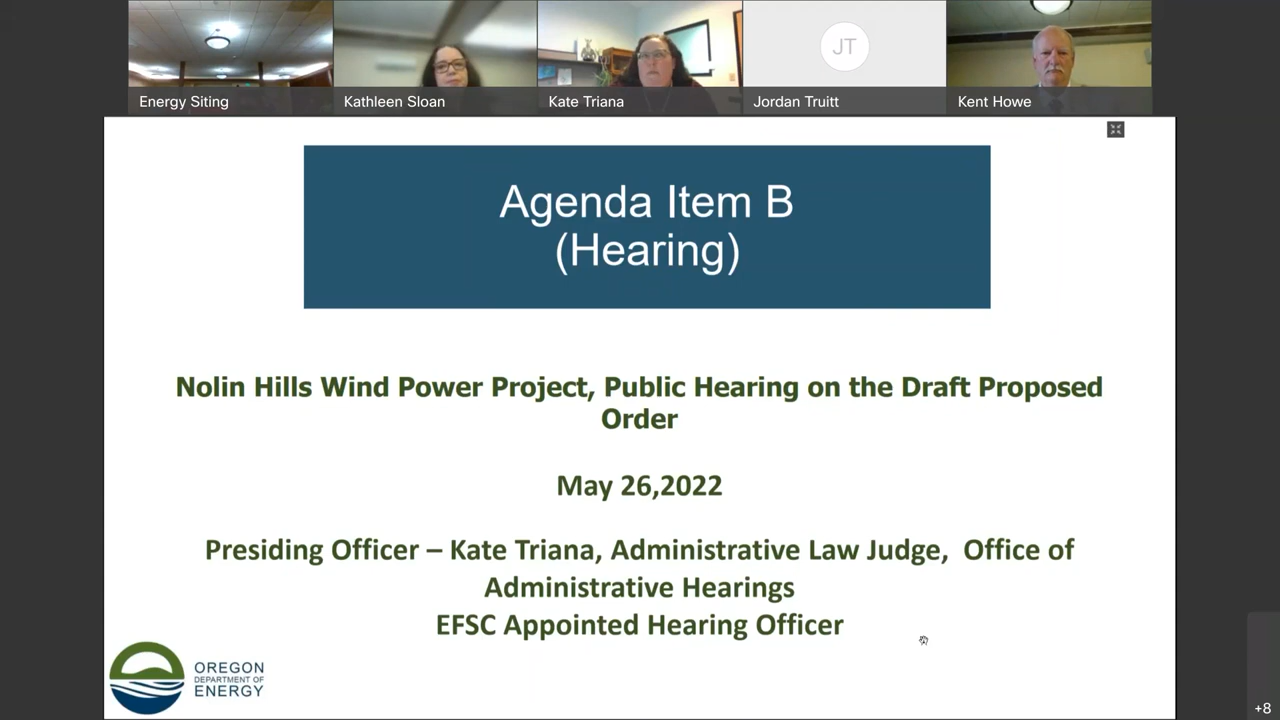 JT
Energy Siting
Kathleen Sloan
Kate Triana
Jordan Truitt
Kent Howe
Agenda Item B
(Hearing)
Nolin Hills Wind Power Project, Public Hearing on the Draft Proposed
Order
May 26,2022
Presiding Officer – Kate Triana, Administrative Law Judge, Office of
Administrative Hearings
EFSC Appointed Hearing Officer
OREGON
DEPARTMENT OF
ENERGY
+8